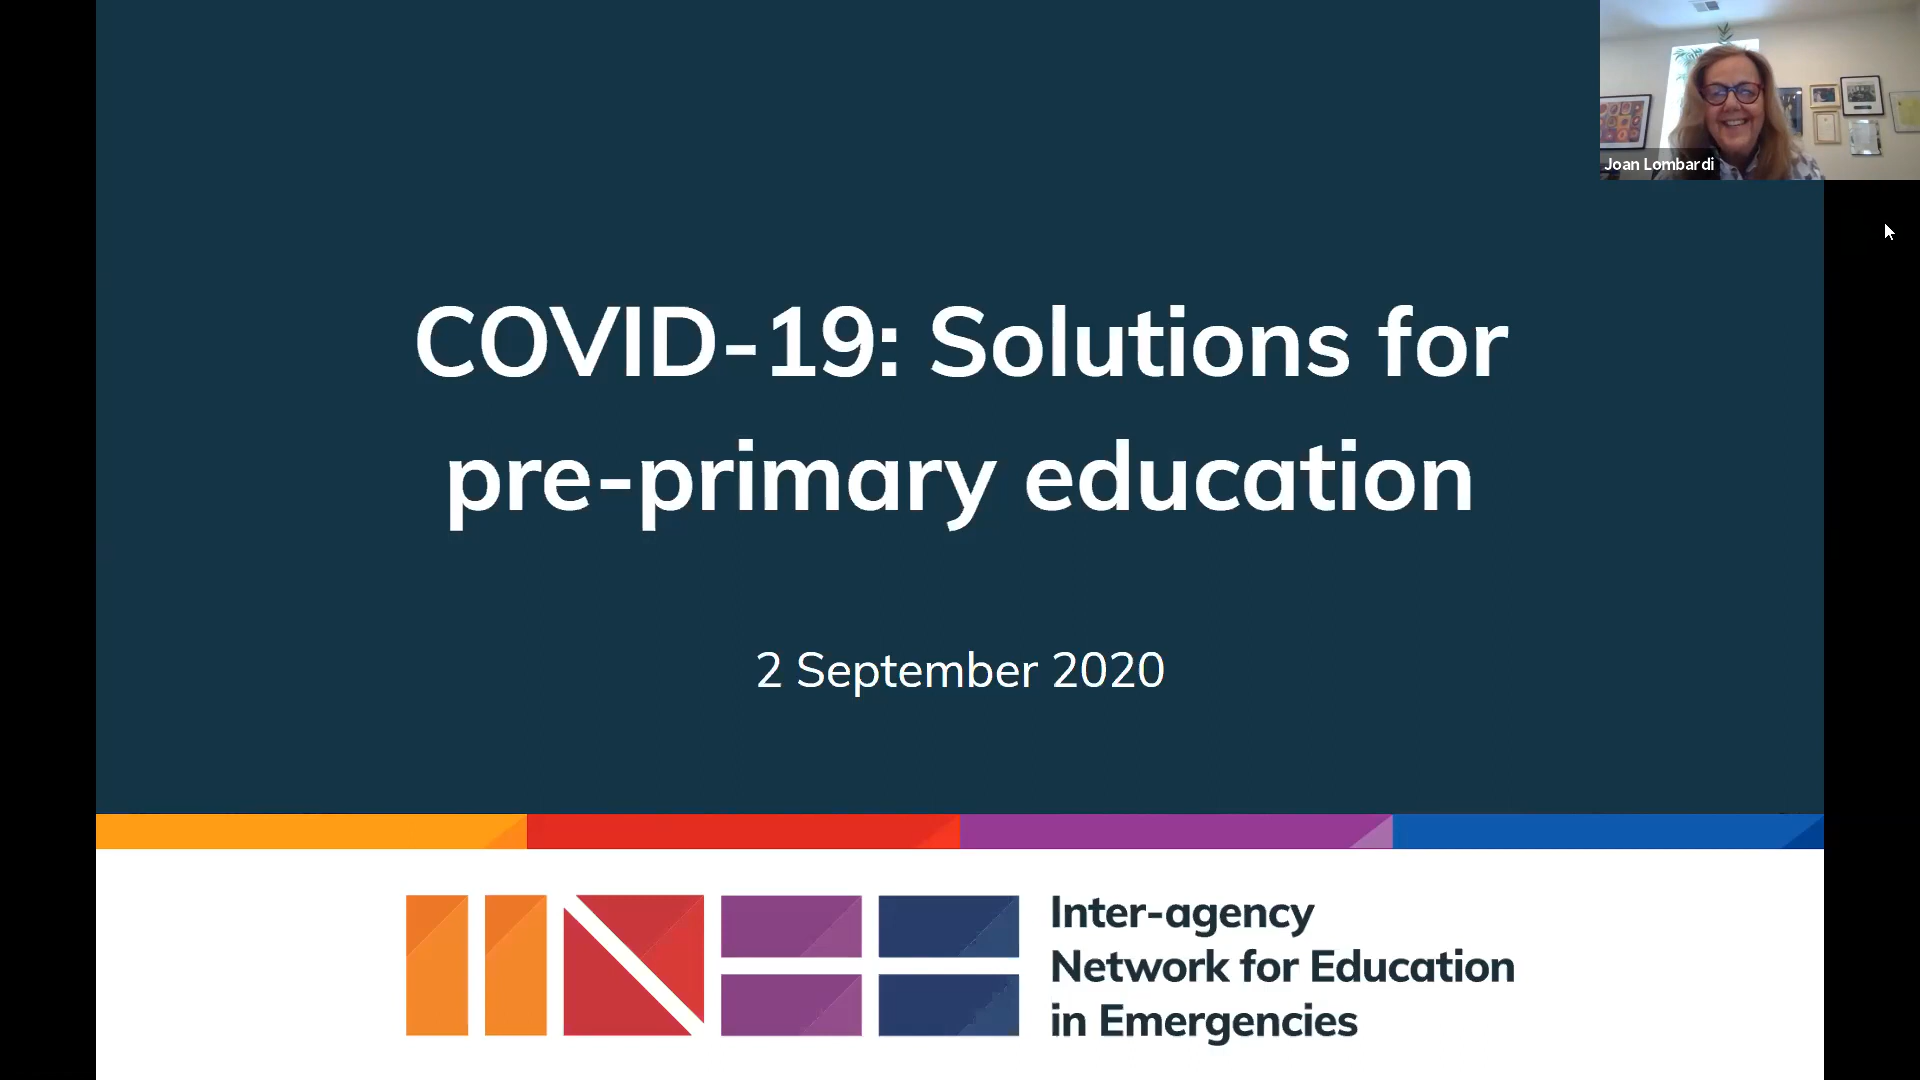 Joan Lombardi
COVID-19: Solutions for
pre-primary education
2 September 2020
INEE
Inter-agency
Network for Education
in Emergencies